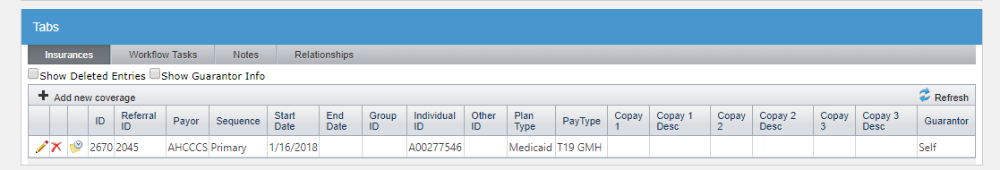 Tabs
Insurances Workflow Tasks Notes Relationships
Show Deleted Entries Show Guarantor Info
Add new coverage Refresh
ID Referral ID Payor Sequence Start Date End Date Group ID Individual ID Other ID Plan Type PayType Copay 1 Copay 1 Desc Copay 2 Copay 2 Desc Copay 3 Copay 3 Desc Guarantor
2670 2045 AHCCCS Primary 1/16/2018 A00277546 Medicaid T19 GMH Self